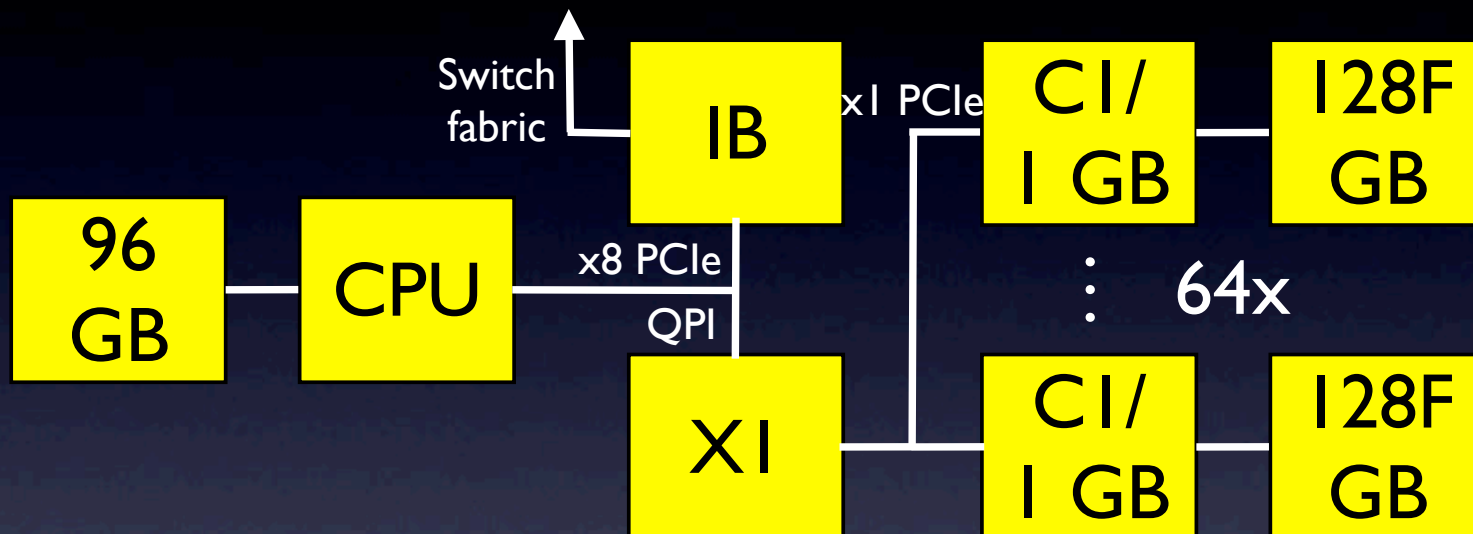 Switch
fabric
IB
x1 PCIe
C1/
1 GB
128F
GB
96
GB
CPU
x8 PCIe
QPI
64x
X1
C1/
1 GB
128F
GB